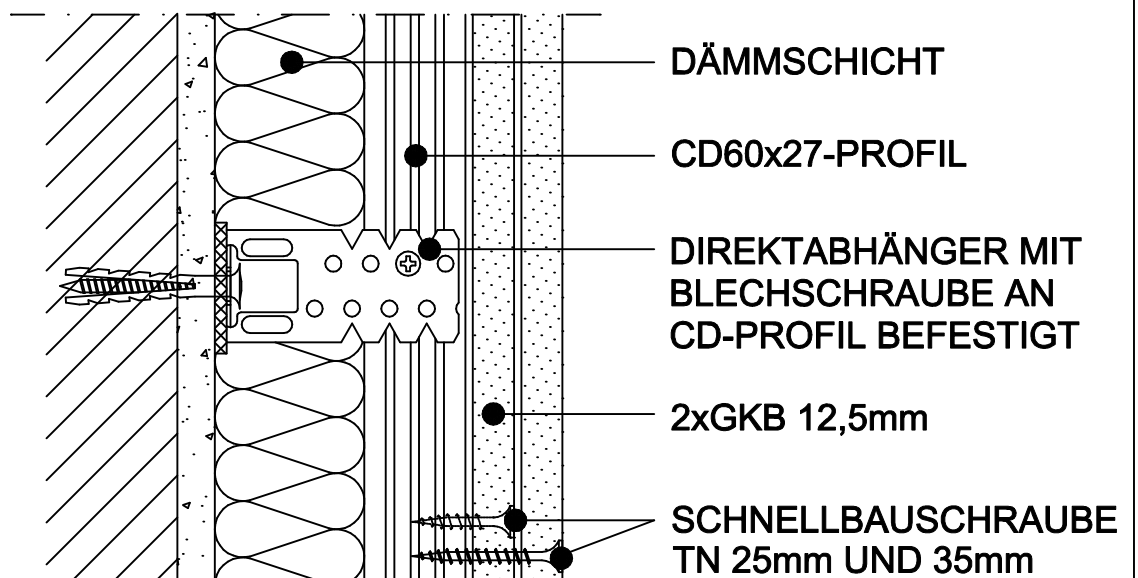 DÄMMSCHICHT
CD60x27-PROFIL
DIREKTABHÄNGER MIT
BLECHSCHRAUBE AN
CD-PROFIL BEFESTIGT
2xGKB 12,5mm
SCHNELLBAUSCHRAUBE
TN 25mm UND 35mm